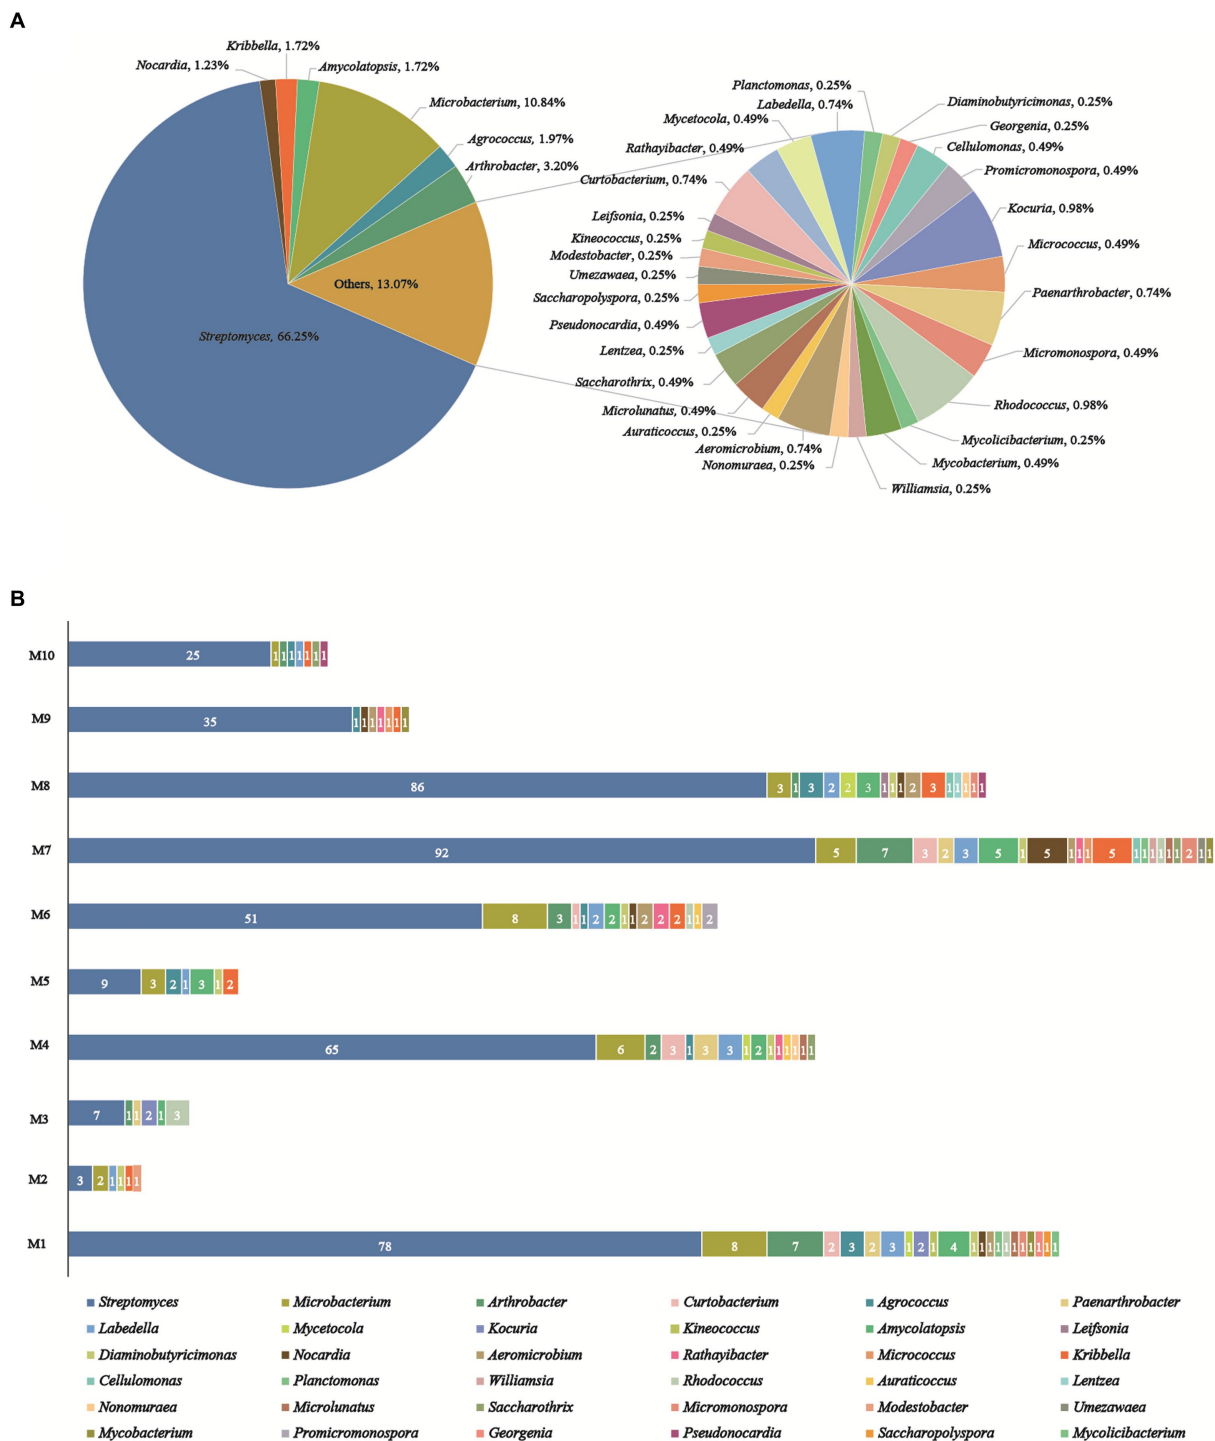 A
Kribbella, 1.72%
Nocardia, 1.23%
Amycolatopsis, 1.72%
Microbacterium, 10.84%
Agrococcus, 1.97%
Arthrobacter, 3.20%
Others, 13.07%
Streptomyces, 66.25%
Planctomonas, 0.25%
Labedella, 0.74%
Mycetocola, 0.49%
Rathayibacter, 0.49%
Curtobacterium, 0.74%
Leifsonia, 0.25%
Kineococcus, 0.25%
Modestobacter, 0.25%
Umezawaea, 0.25%
Saccharopolyspora, 0.25%
Pseudonocardia, 0.49%
Lentzea, 0.25%
Saccharothrix, 0.49%
Microlunatus, 0.49%
Auraticoccus, 0.25%
Aeromicrobium, 0.74%
Nonomuraea, 0.25%
Diaminobutyricimonas, 0.25%
Georgenia, 0.25%
Cellulomonas, 0.49%
Promicromonospora, 0.49%
Kocuria, 0.98%
Micrococcus, 0.49%
Paenarthrobacter, 0.74%
Micromonospora, 0.49%
Rhodococcus, 0.98%
Mycolicibacterium, 0.25%
Mycobacterium, 0.49%
Williamsia, 0.25%
B
M10 25 1 1 1 1 1 1 1
M9 35 1 1 1 1 1 1 1
M8 86 3 1 3 2 2 3 1 1 1 2 3 1 1 1 1 1
M7 92 5 7 3 2 3 5 1 5 1 1 1 5 1 1 1 1 1 1 2 1 1
M6 51 8 3 1 1 2 2 1 1 2 2 2 1 1 2
M5 9 3 2 1 3 1 2
M4 65 6 2 3 1 3 3 1 2 1 1 1 1 1 1
M3 7 1 1 2 1 3
M2 3 2 1 1 1 1
M1 78 8 7 2 3 2 3 1 2 1 4 1 1 1 1 1 1 1 1 1 1 1
Streptomyces Microbacterium Arthrobacter Curtobacterium Agrococcus Paenarthrobacter
Labedella Mycetocola Kocuria Kineococcus Amycolatopsis Leifsonia
Diaminobutyricimonas Nocardia Aeromicrobium Rathayibacter Micrococcus Kribbella
Cellulomonas Planctomonas Williamsia Rhodococcus Auraticoccus Lentzea
Nonomuraea Microlunatus Saccharothrix Micromonospora Modestobacter Umezawaea
Mycobacterium Promicromonospora Georgenia Pseudonocardia Saccharopolyspora Mycolicibacterium